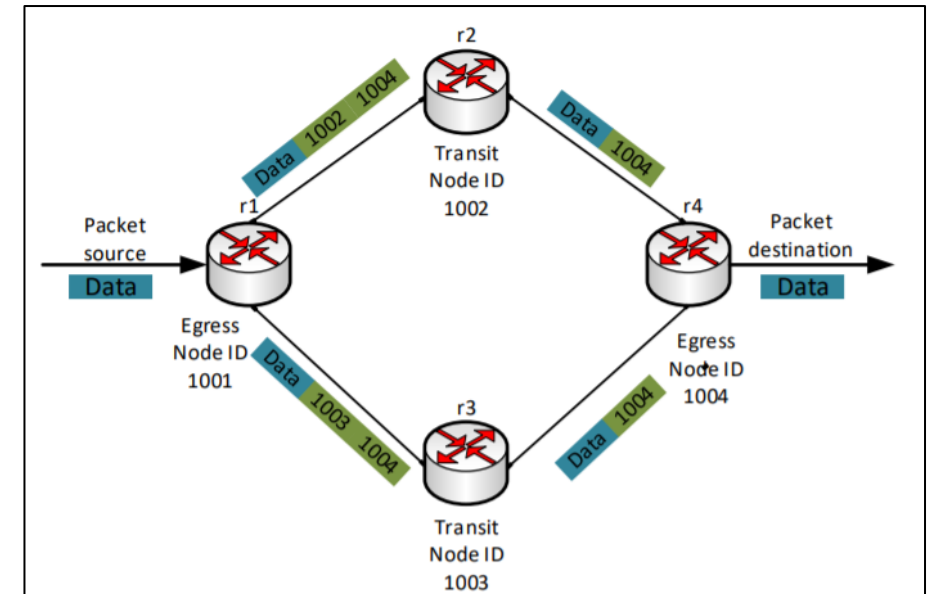 r2
Data 1002 1004
Transit
Node ID
1002
Data 1004
Packet
source
Data
r1
Egress
Node ID
1001
r4
Packet
destination
Data
Egress
Node ID
1004
Data 1003 1004
r3
Data 1004
Transit
Node ID
1003